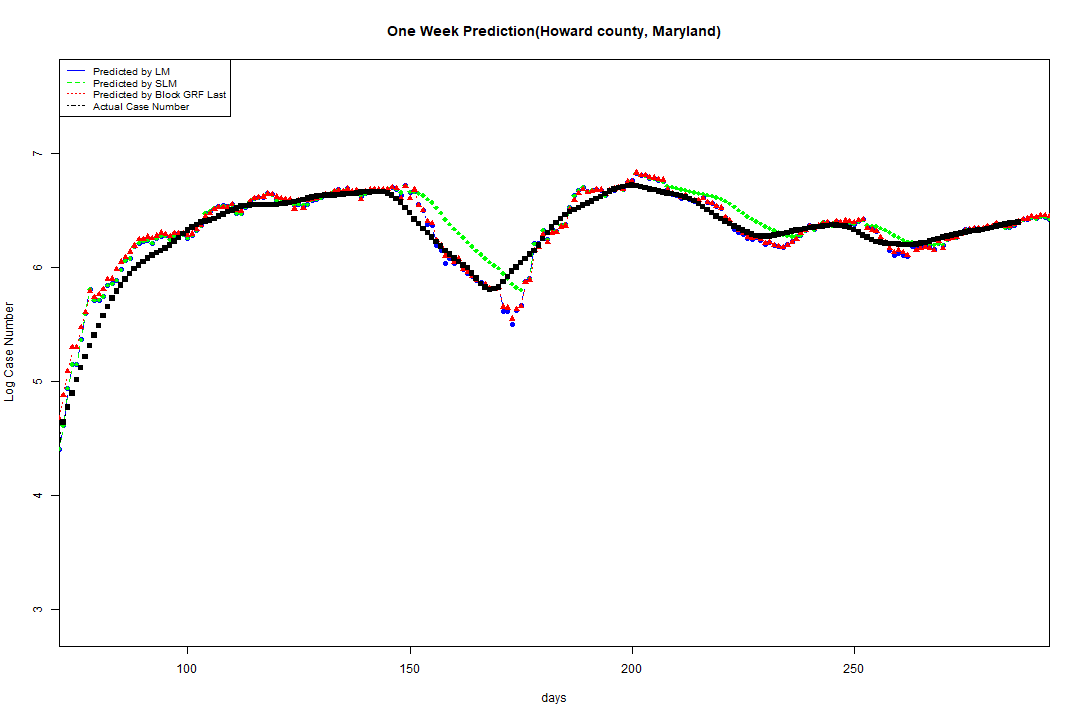 One Week Prediction(Howard county, Maryland)
Predicted by LM
Predicted by SLM
Predicted by Block GRF Last
Actual Case Number
7
6
5
4
3
Log Case Number
100 150 200 250
days